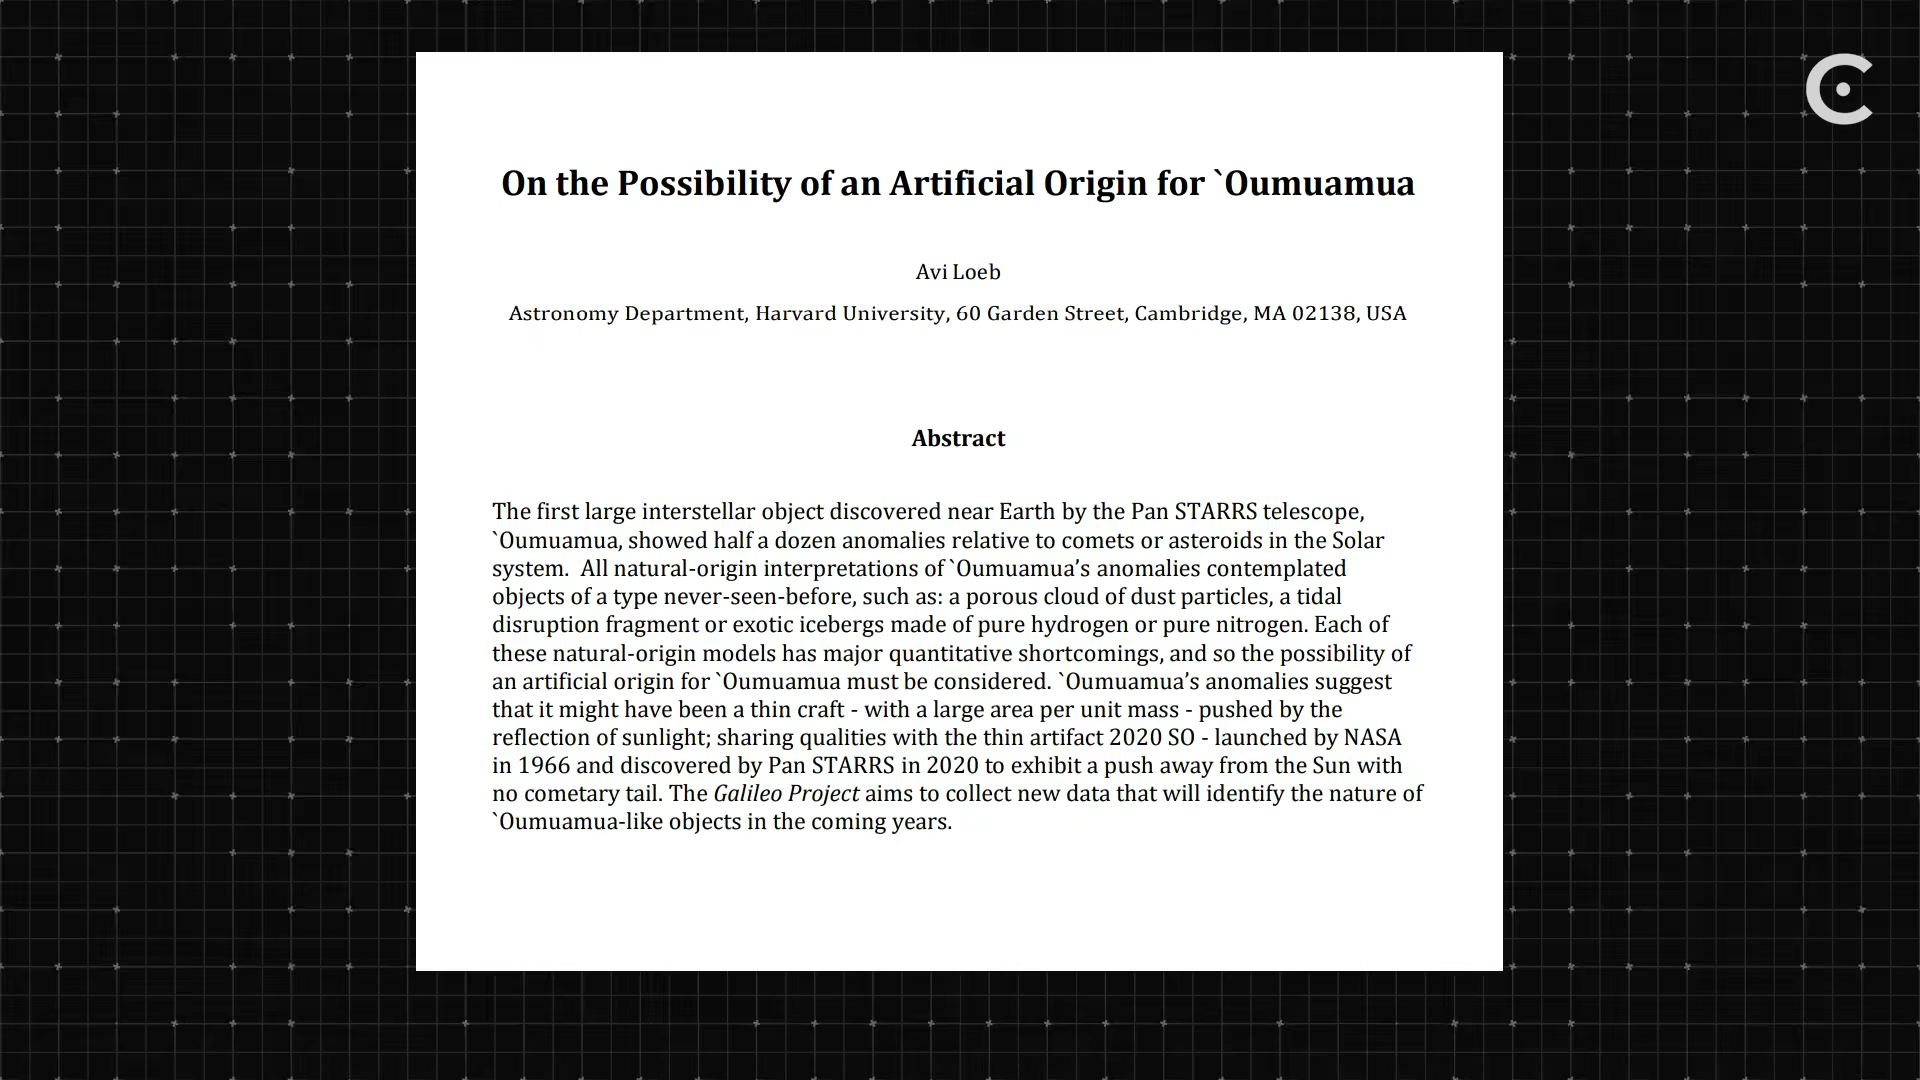 On the Possibility of an Artificial Origin for `Oumuamua
Avi Loeb
Astronomy Department, Harvard University, 60 Garden Street, Cambridge, MA 02138, USA
Abstract
The first large interstellar object discovered near Earth by the Pan STARRS telescope,
`Oumuamua, showed half a dozen anomalies relative to comets or asteroids in the Solar
system.  All natural-origin interpretations of `Oumuamua’s anomalies contemplated
objects of a type never-seen-before, such as: a porous cloud of dust particles, a tidal
disruption fragment or exotic icebergs made of pure hydrogen or pure nitrogen. Each of
these natural-origin models has major quantitative shortcomings, and so the possibility of
an artificial origin for `Oumuamua must be considered. `Oumuamua’s anomalies suggest
that it might have been a thin craft - with a large area per unit mass - pushed by the
reflection of sunlight; sharing qualities with the thin artifact 2020 SO - launched by NASA
in 1966 and discovered by Pan STARRS in 2020 to exhibit a push away from the Sun with
no cometary tail. The Galileo Project aims to collect new data that will identify the nature of
`Oumuamua-like objects in the coming years.